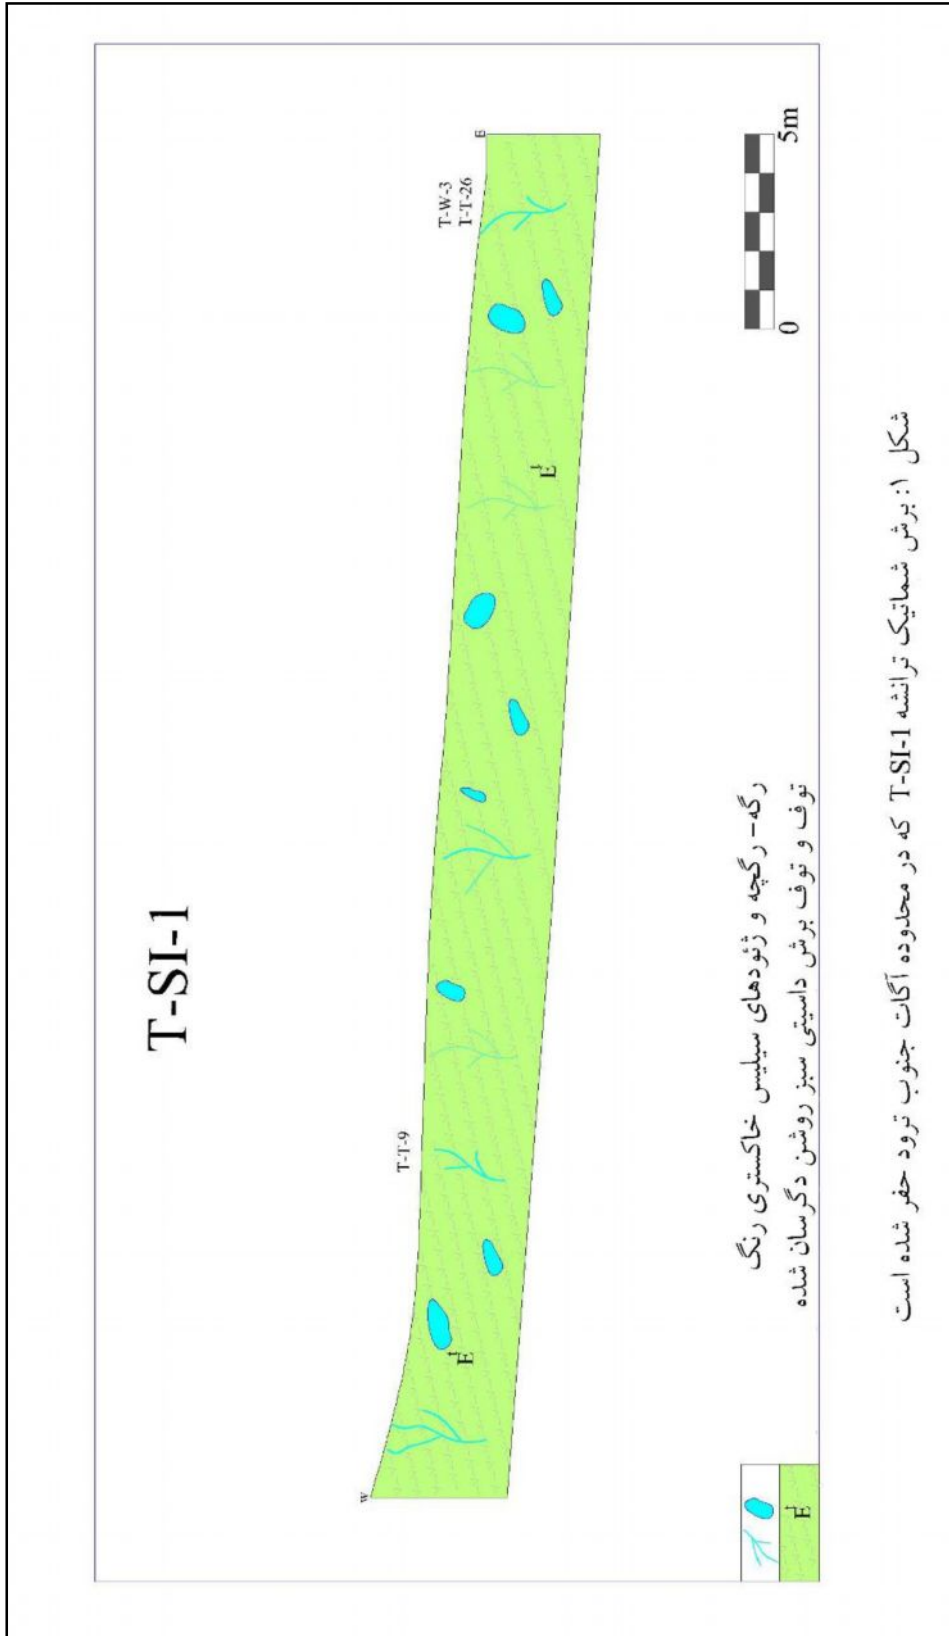 T-SI-1
W
E
T-T-9
T-W-3
T-T-26
E^t
E^t
0
5m
رگه- رگچه و ژئودهای سیلیس خاکستری رنگ
E^t
توف و توف برش داسیتی سبز روشن دگرسان شده
شکل ۱: برش شماتیک ترانشه T-SI-1 که در محدوده آگات جنوب ترود حفر شده است